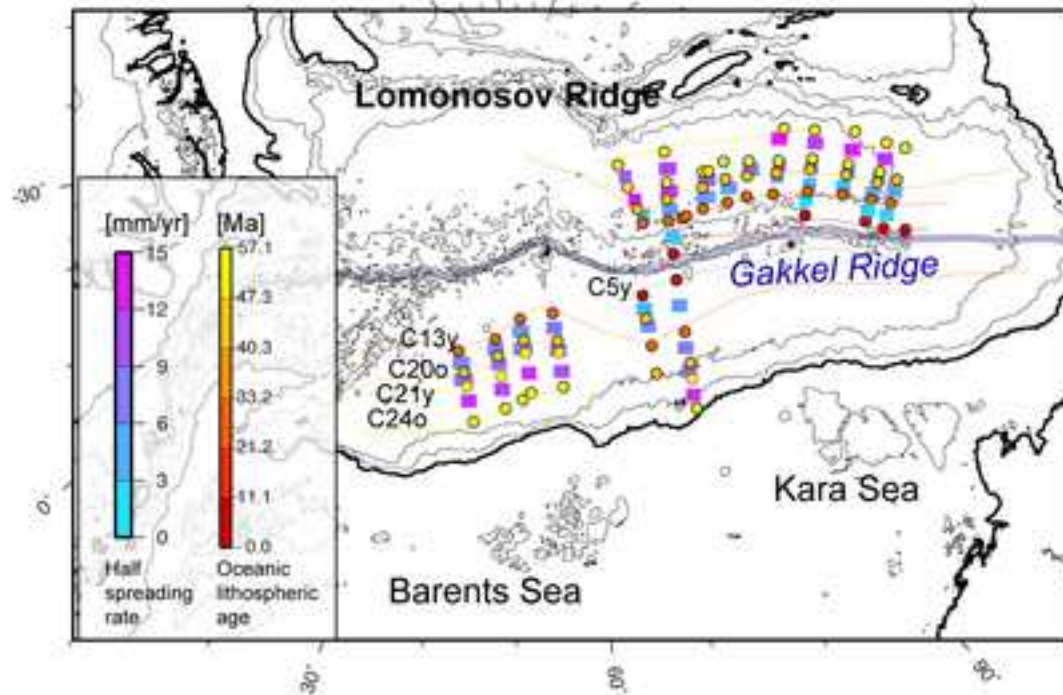 Lomonosov Ridge
-30°
[mm/yr] [Ma]
15
12
9
6
3
0
57.1
47.3
40.3
33.2
21.2
11.1
0.0
Half
spreading
rate
Oceanic
lithospheric
age
Gakkel Ridge
C5y
C13y
C20o
C21y
C24o
0°
Kara Sea
Barents Sea
30°
60°
90°